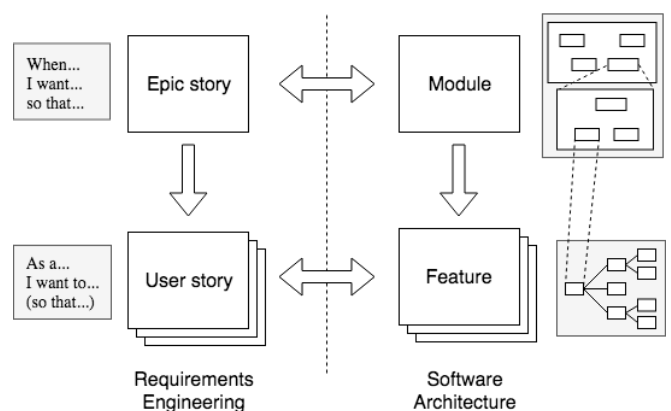 When...
I want...
so that...
Epic story
Module
As a...
I want to...
(so that...)
User story
Feature
Requirements
Engineering
Software
Architecture